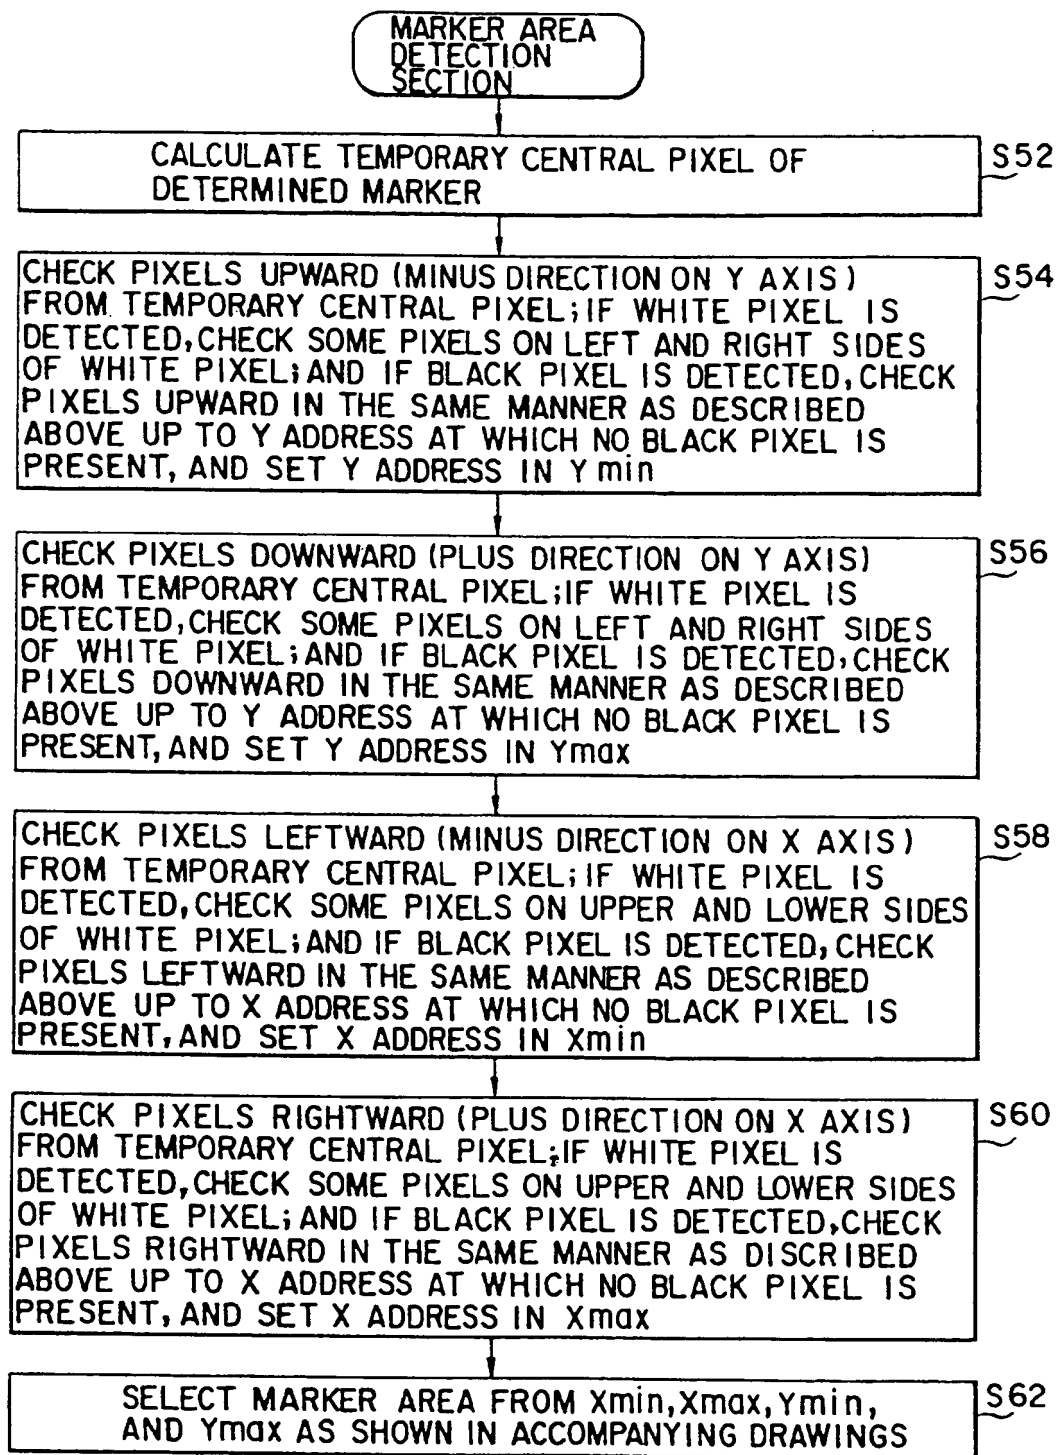 MARKER AREA
DETECTION
SECTION
CALCULATE TEMPORARY CENTRAL PIXEL OF
DETERMINED MARKER
S52
CHECK PIXELS UPWARD (MINUS DIRECTION ON Y AXIS)
FROM TEMPORARY CENTRAL PIXEL; IF WHITE PIXEL IS
DETECTED, CHECK SOME PIXELS ON LEFT AND RIGHT SIDES
OF WHITE PIXEL; AND IF BLACK PIXEL IS DETECTED, CHECK
PIXELS UPWARD IN THE SAME MANNER AS DESCRIBED
ABOVE UP TO Y ADDRESS AT WHICH NO BLACK PIXEL IS
PRESENT, AND SET Y ADDRESS IN Ymin
S54
CHECK PIXELS DOWNWARD (PLUS DIRECTION ON Y AXIS)
FROM TEMPORARY CENTRAL PIXEL; IF WHITE PIXEL IS
DETECTED, CHECK SOME PIXELS ON LEFT AND RIGHT SIDES
OF WHITE PIXEL; AND IF BLACK PIXEL IS DETECTED, CHECK
PIXELS DOWNWARD IN THE SAME MANNER AS DESCRIBED
ABOVE UP TO Y ADDRESS AT WHICH NO BLACK PIXEL IS
PRESENT, AND SET Y ADDRESS IN Ymax
S56
CHECK PIXELS LEFTWARD (MINUS DIRECTION ON X AXIS)
FROM TEMPORARY CENTRAL PIXEL; IF WHITE PIXEL IS
DETECTED, CHECK SOME PIXELS ON UPPER AND LOWER SIDES
OF WHITE PIXEL; AND IF BLACK PIXEL IS DETECTED, CHECK
PIXELS LEFTWARD IN THE SAME MANNER AS DESCRIBED
ABOVE UP TO X ADDRESS AT WHICH NO BLACK PIXEL IS
PRESENT, AND SET X ADDRESS IN Xmin
S58
CHECK PIXELS RIGHTWARD (PLUS DIRECTION ON X AXIS)
FROM TEMPORARY CENTRAL PIXEL; IF WHITE PIXEL IS
DETECTED, CHECK SOME PIXELS ON UPPER AND LOWER SIDES
OF WHITE PIXEL; AND IF BLACK PIXEL IS DETECTED, CHECK
PIXELS RIGHTWARD IN THE SAME MANNER AS DISCRIBED
ABOVE UP TO X ADDRESS AT WHICH NO BLACK PIXEL IS
PRESENT, AND SET X ADDRESS IN Xmax
S60
SELECT MARKER AREA FROM Xmin, Xmax, Ymin,
AND Ymax AS SHOWN IN ACCOMPANYING DRAWINGS
S62